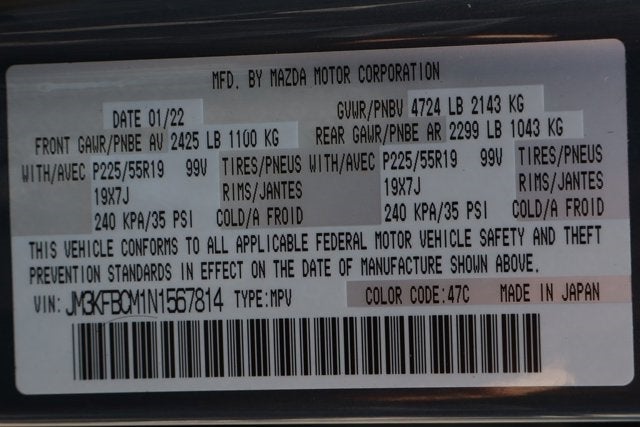 MFD. BY MAZDA MOTOR CORPORATION
DATE 01/22 GVWR/PNBV 4724 LB 2143 KG
FRONT GAWR/PNBE AV 2425 LB 1100 KG REAR GAWR/PNBE AR 2299 LB 1043 KG
WITH/AVEC P225/55R19 99V TIRES/PNEUS WITH/AVEC P225/55R19 99V TIRES/PNEUS
19X7J RIMS/JANTES 19X7J RIMS/JANTES
240 KPA/35 PSI COLD/A FROID 240 KPA/35 PSI COLD/A FROID
THIS VEHICLE CONFORMS TO ALL APPLICABLE FEDERAL MOTOR VEHICLE SAFETY AND THEFT
PREVENTION STANDARDS IN EFFECT ON THE DATE OF MANUFACTURE SHOWN ABOVE.
VIN: JM3KFBCM1N1567814 TYPE:MPV COLOR CODE:47C MADE IN JAPAN